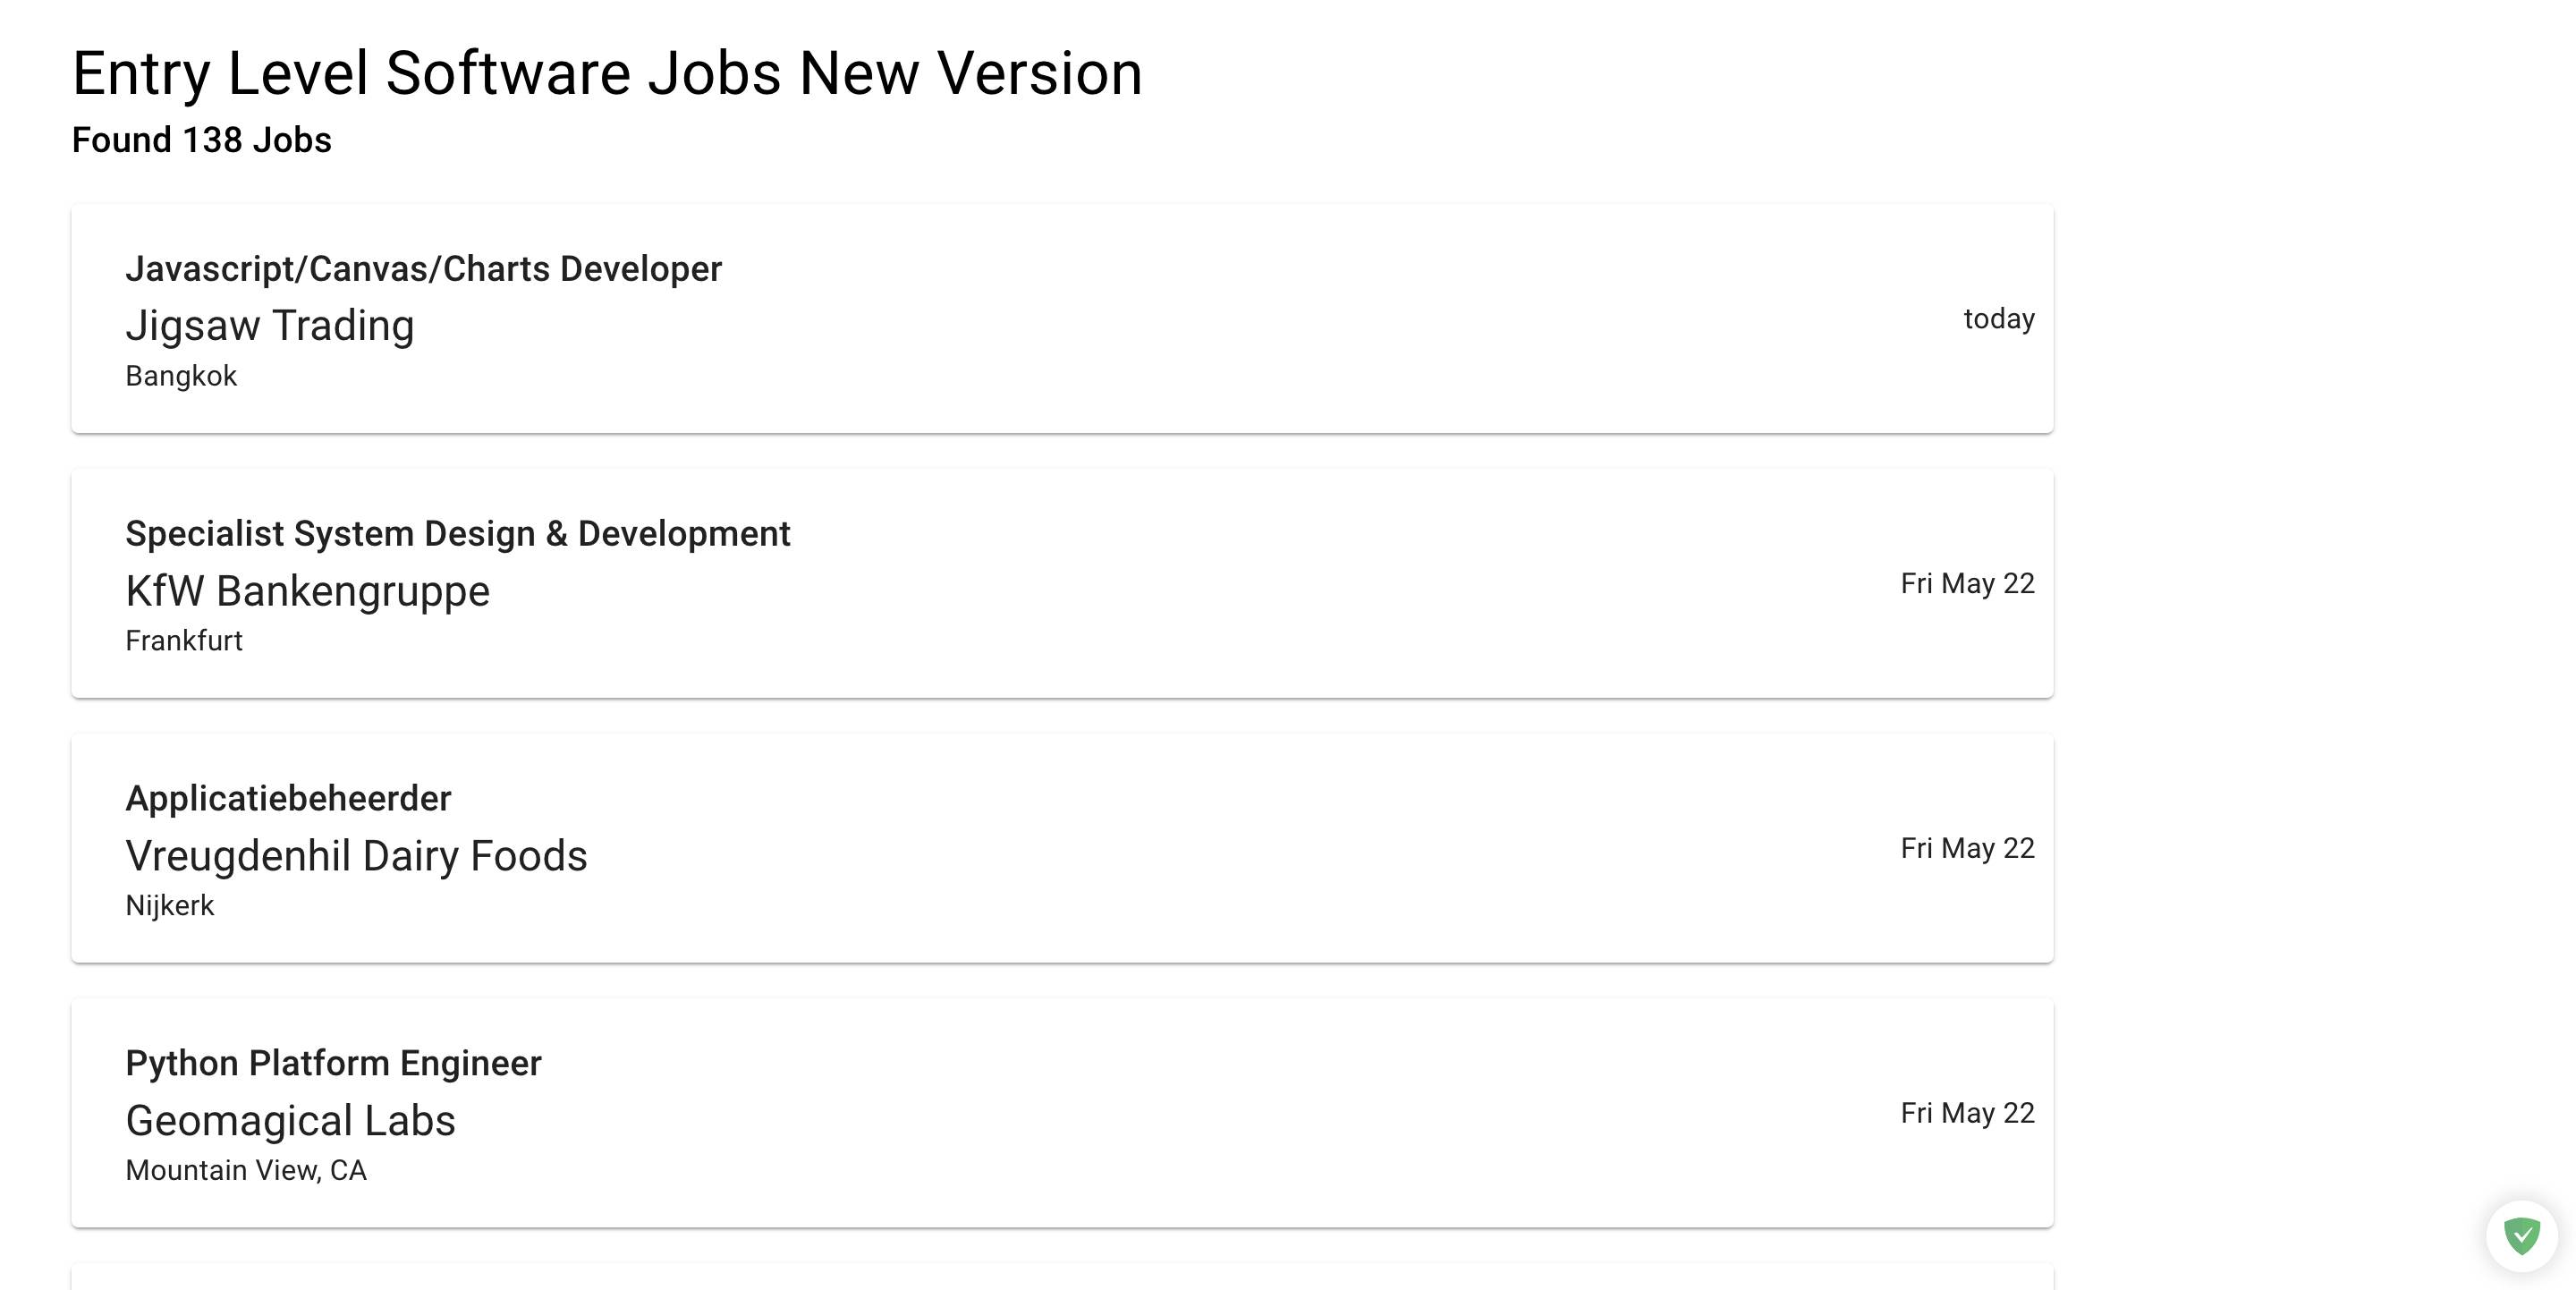 Entry Level Software Jobs New Version
Found 138 Jobs
Javascript/Canvas/Charts Developer
Jigsaw Trading
Bangkok
today
Specialist System Design & Development
KfW Bankengruppe
Frankfurt
Fri May 22
Applicatiebeheerder
Vreugdenhil Dairy Foods
Nijkerk
Fri May 22
Python Platform Engineer
Geomagical Labs
Mountain View, CA
Fri May 22